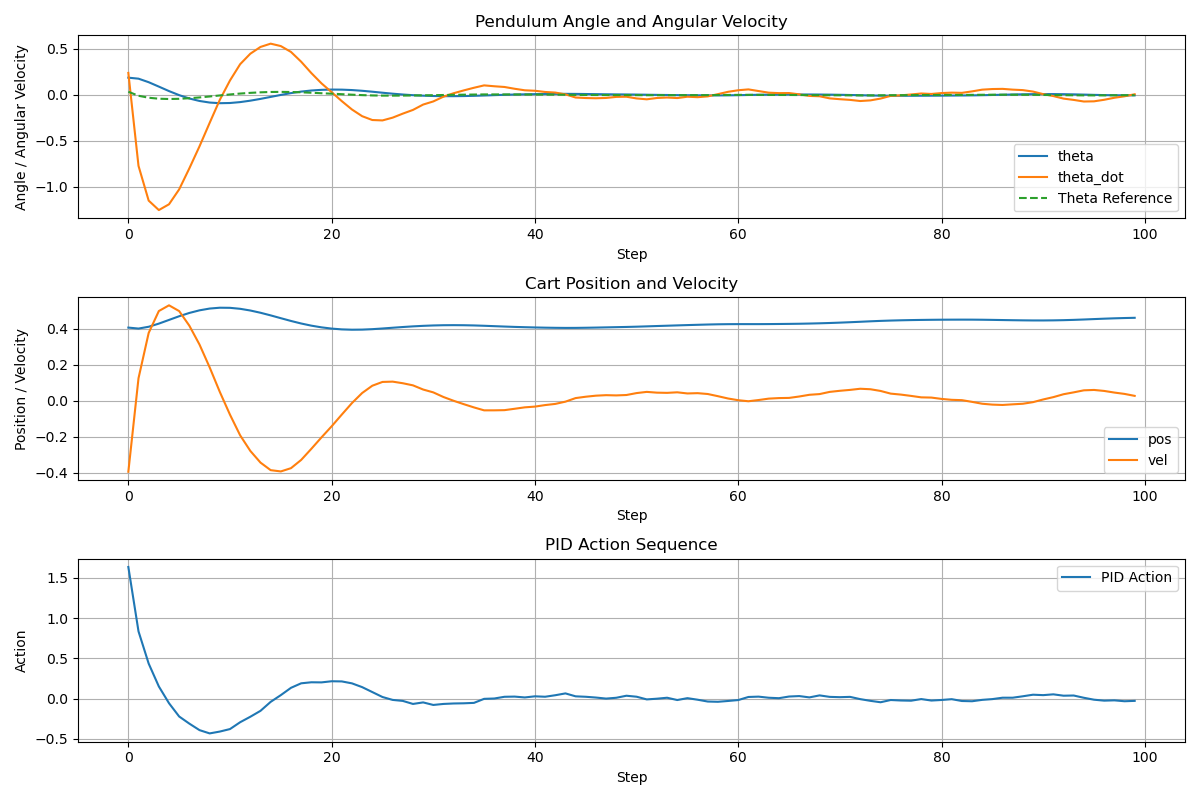 Pendulum Angle and Angular Velocity
Angle / Angular Velocity
0.5
0.0
−0.5
−1.0
theta
theta_dot
Theta Reference
0 20 40 60 80 100
Step
Cart Position and Velocity
Position / Velocity
0.4
0.2
0.0
−0.2
−0.4
pos
vel
0 20 40 60 80 100
Step
PID Action Sequence
Action
1.5
1.0
0.5
0.0
−0.5
PID Action
0 20 40 60 80 100
Step